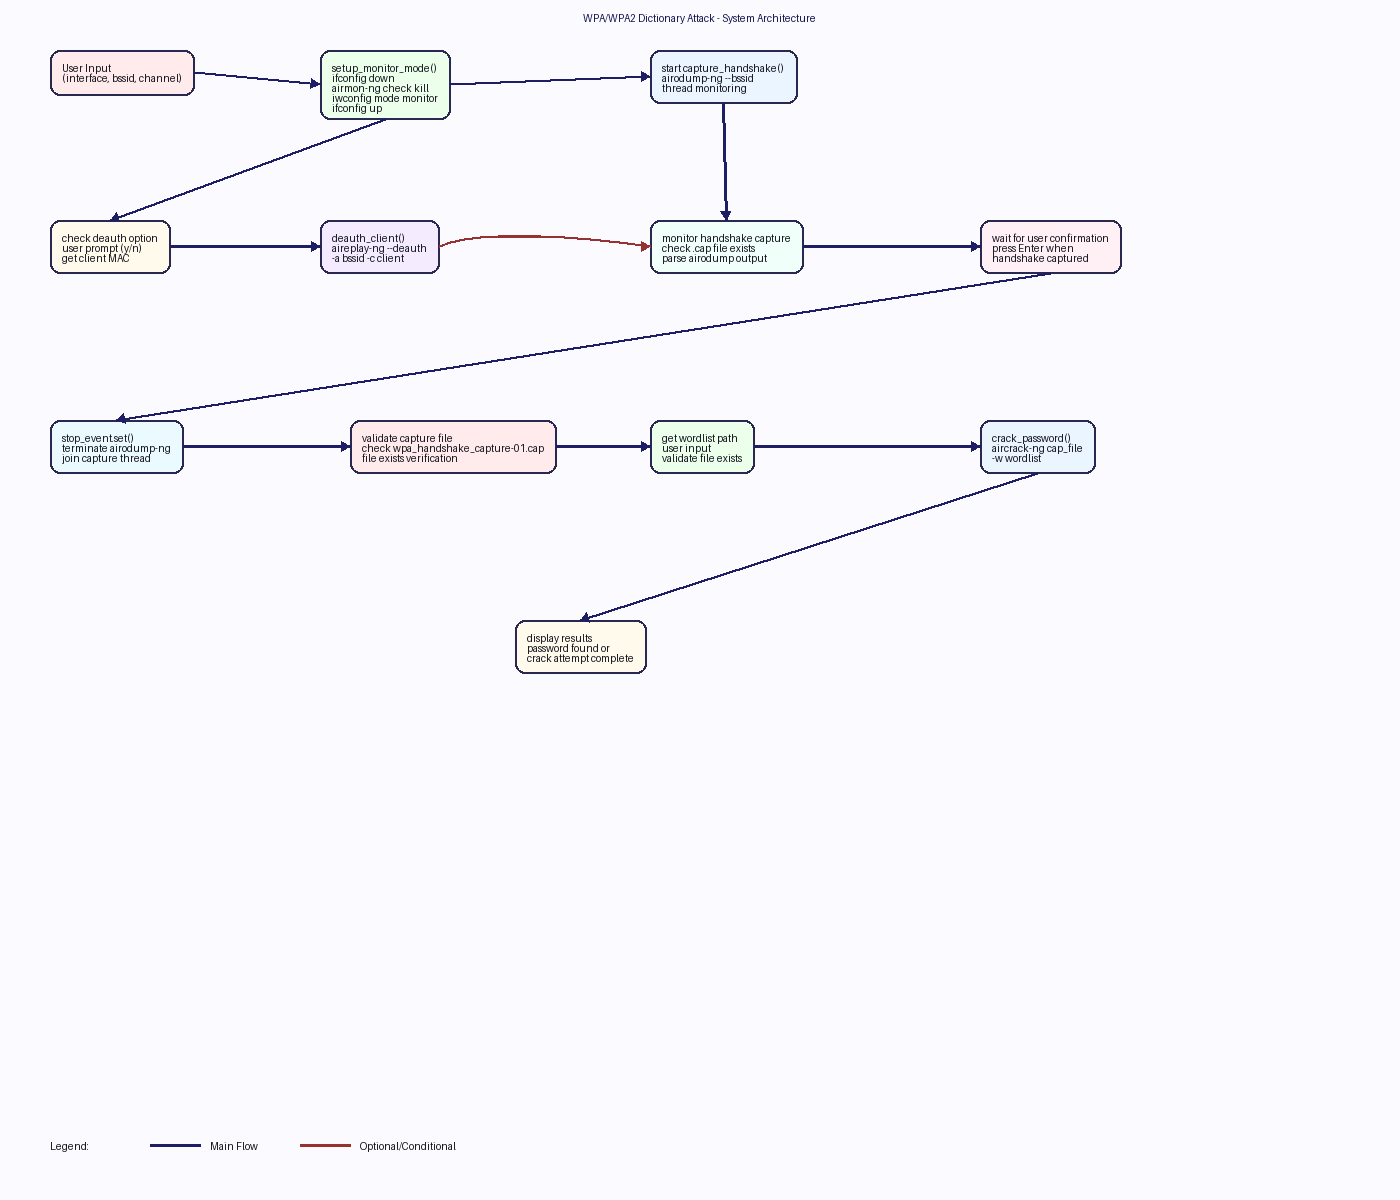 WPA/WPA2 Dictionary Attack - System Architecture
User Input
(interface, bssid, channel)
setup_monitor_mode()
ifconfig down
airmon-ng check kill
iwconfig mode monitor
ifconfig up
start capture_handshake()
airodump-ng --bssid
thread monitoring
check deauth option
user prompt (y/n)
get client MAC
deauth_client()
aireplay-ng --deauth
-a bssid -c client
monitor handshake capture
check .cap file exists
parse airodump output
wait for user confirmation
press Enter when
handshake captured
stop_event.set()
terminate airodump-ng
join capture thread
validate capture file
check wpa_handshake_capture-01.cap
file exists verification
get wordlist path
user input
validate file exists
crack_password()
aircrack-ng cap_file
-w wordlist
display results
password found or
crack attempt complete
Legend:
Main Flow
Optional/Conditional